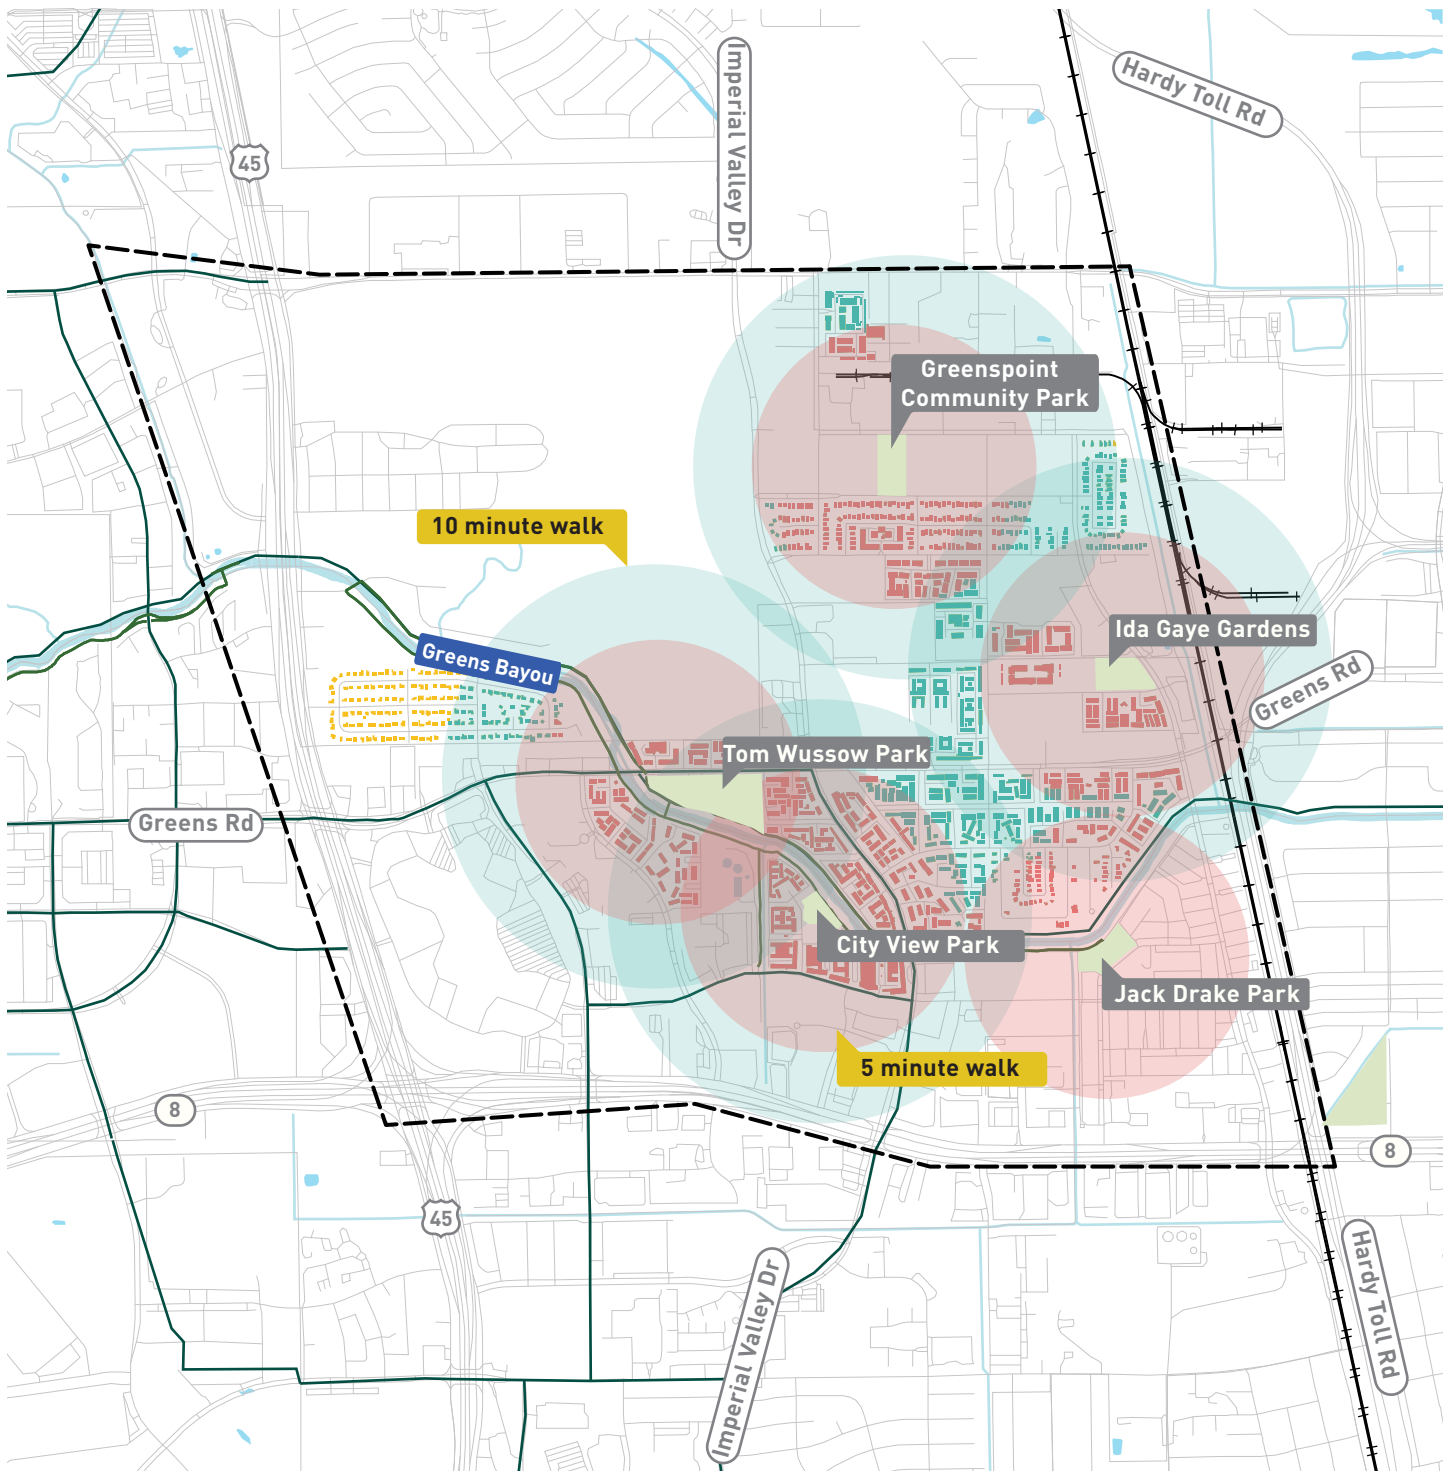 Imperial Valley Dr
Hardy Toll Rd
45
Greenspoint
Community Park
10 minute walk
Ida Gaye Gardens
Greens Bayou
Greens Rd
Tom Wussow Park
Greens Rd
City View Park
Jack Drake Park
5 minute walk
8
8
45
Imperial Valley Dr
Hardy Toll Rd